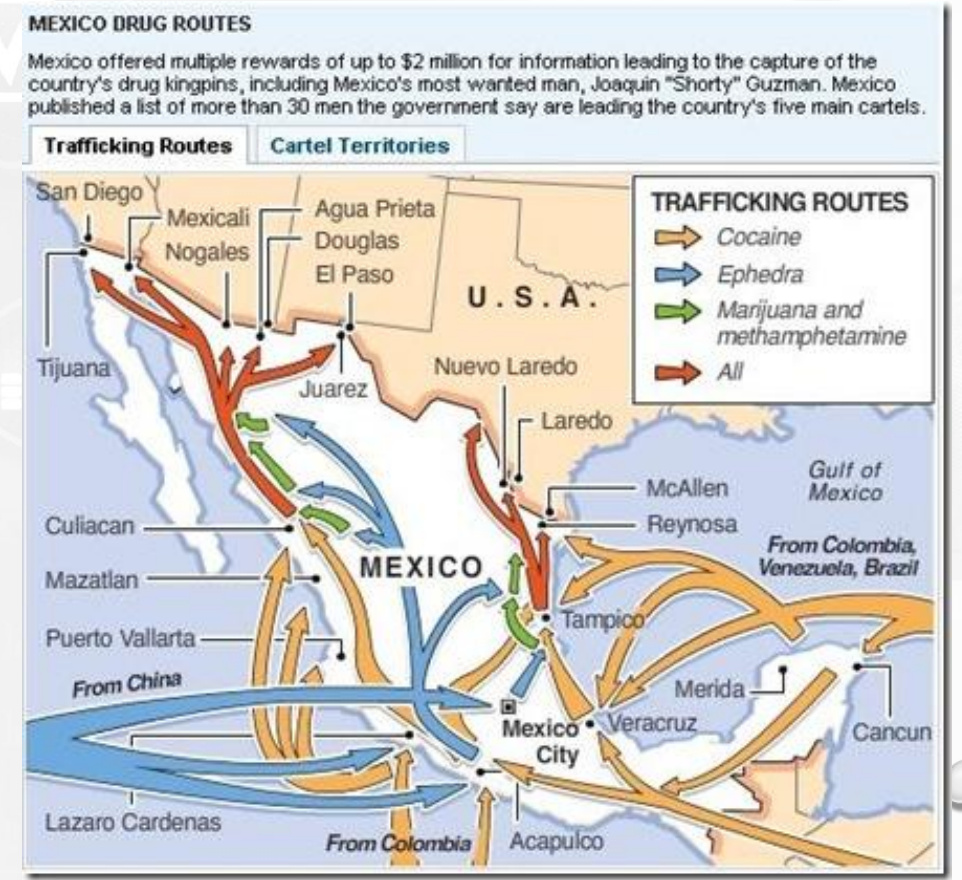 MEXICO DRUG ROUTES
Mexico offered multiple rewards of up to $2 million for information leading to the capture of the
country's drug kingpins, including Mexico's most wanted man, Joaquin "Shorty" Guzman. Mexico
published a list of more than 30 men the government say are leading the country's five main cartels.
Trafficking Routes
Cartel Territories
TRAFFICKING ROUTES
Cocaine
Ephedra
Marijuana and
methamphetamine
All
San Diego
Mexicali
Nogales
Agua Prieta
Douglas
El Paso
U.S.A.
Tijuana
Juarez
Nuevo Laredo
Laredo
McAllen
Reynosa
Gulf of
Mexico
Culiacan
From Colombia,
Venezuela, Brazil
MEXICO
Mazatlan
Tampico
Puerto Vallarta
From China
Merida
Mexico
City
Veracruz
Cancun
Lazaro Cardenas
From Colombia
Acapulco